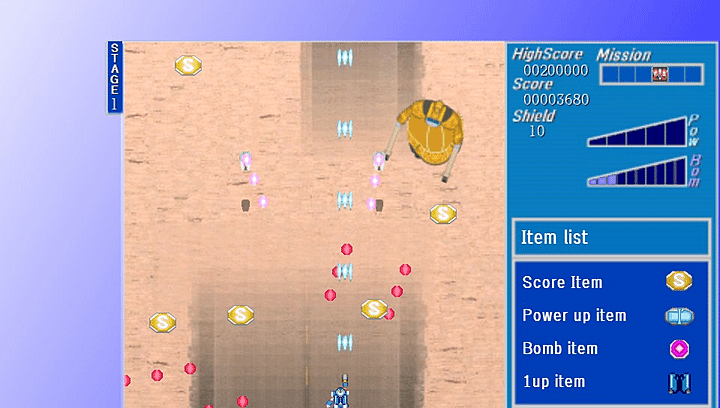 STAGE 1
HighScore
00200000
Score
00003680
Shield
10
Mission
Pow
Bom
S
S
S
S
S
Item list
Score Item
S
Power up item
Bomb item
1up item